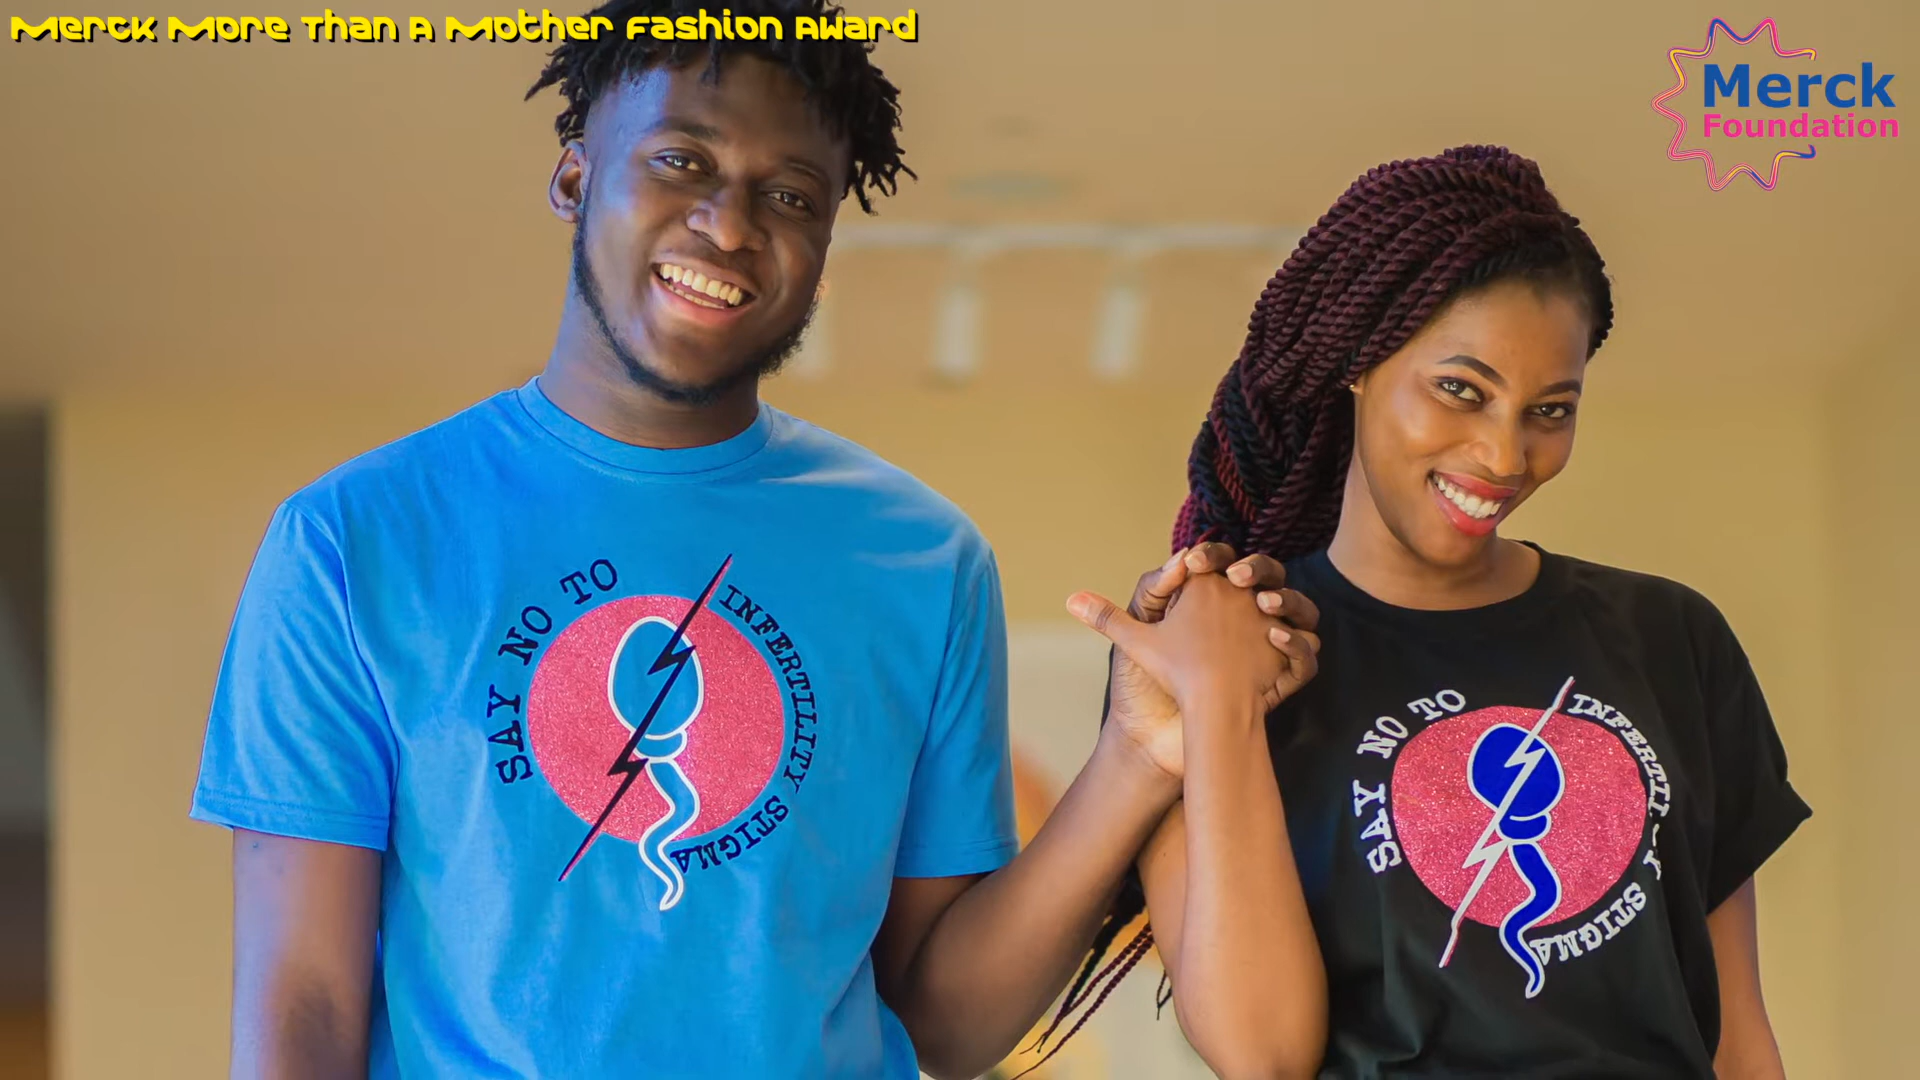 Merck More Than A Mother Fashion Award
Merck
Foundation
SAY NO TO INFERTILITY STIGMA
SAY NO TO INFERTILITY STIGMA